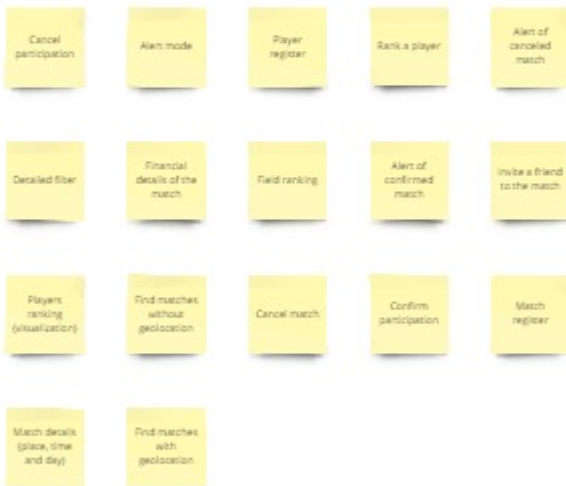 Cancel
participation
Alert mode
Player
register
Rank a player
Alert of
canceled
match
Detailed filter
Financial
details of the
match
Field ranking
Alert of
confirmed
match
Invite a friend
to the match
Players
ranking
(visualization)
Find matches
without
geolocation
Cancel match
Confirm
participation
Match
register
Match details
(place, time
and day)
Find matches
with
geolocation